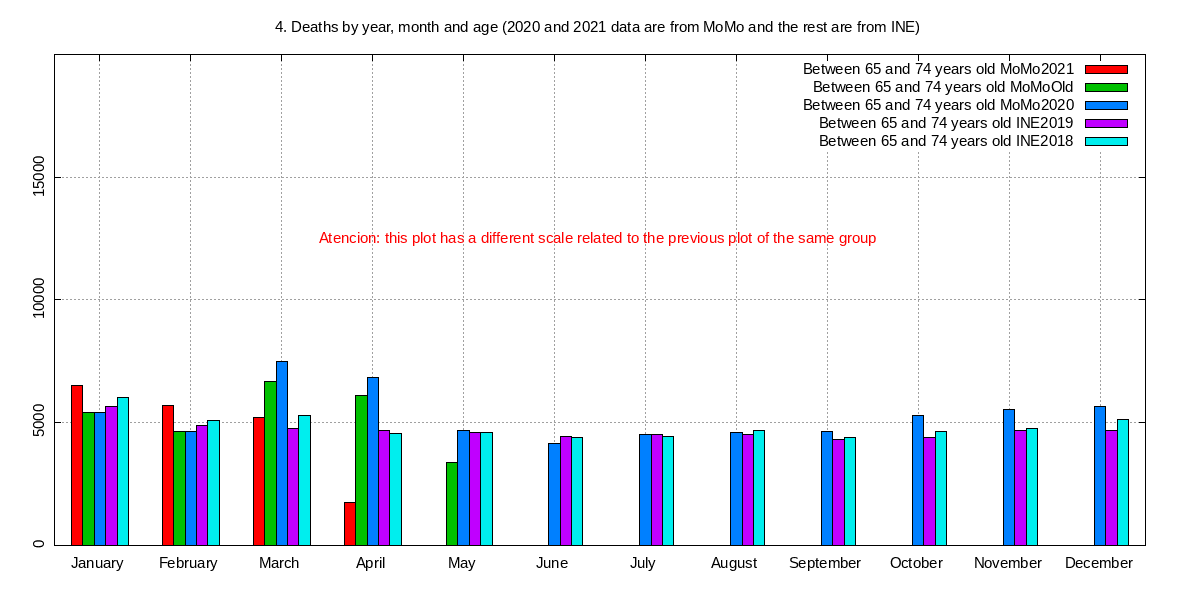 4. Deaths by year, month and age (2020 and 2021 data are from MoMo and the rest are from INE)
Between 65 and 74 years old MoMo2021
Between 65 and 74 years old MoMoOld
Between 65 and 74 years old MoMo2020
Between 65 and 74 years old INE2019
Between 65 and 74 years old INE2018
15000
Atencion: this plot has a different scale related to the previous plot of the same group
10000
5000
0
January February March April May June July August September October November December